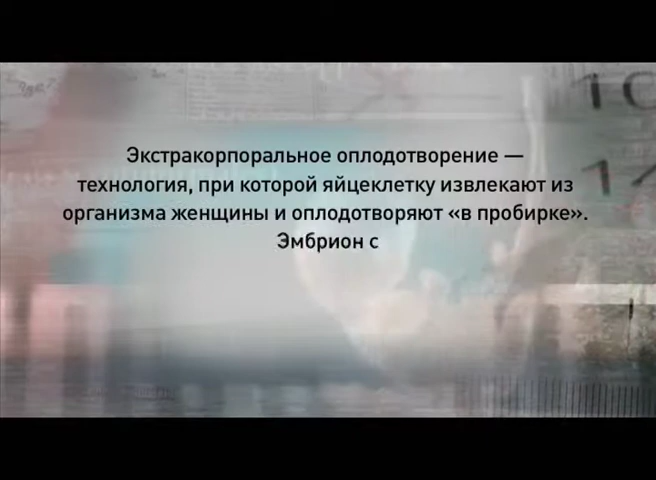 Экстракорпоральное оплодотворение —
технология, при которой яйцеклетку извлекают из
организма женщины и оплодотворяют «в пробирке».
Эмбрион с